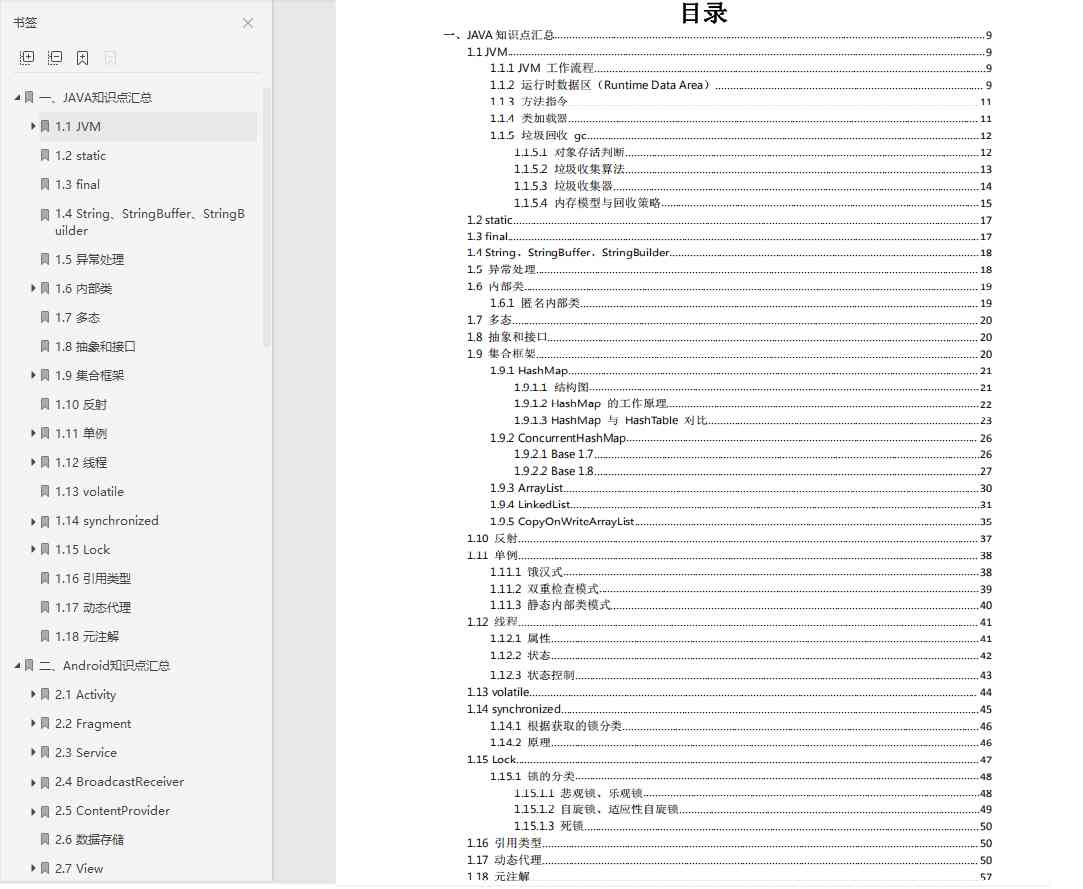 书签
一、JAVA知识点汇总
1.1 JVM
1.2 static
1.3 final
1.4 String、StringBuffer、StringB
uilder
1.5 异常处理
1.6 内部类
1.7 多态
1.8 抽象和接口
1.9 集合框架
1.10 反射
1.11 单例
1.12 线程
1.13 volatile
1.14 synchronized
1.15 Lock
1.16 引用类型
1.17 动态代理
1.18 元注解
二、Android知识点汇总
2.1 Activity
2.2 Fragment
2.3 Service
2.4 BroadcastReceiver
2.5 ContentProvider
2.6 数据存储
2.7 View
目录
一、JAVA 知识点汇总 9
1.1 JVM 9
1.1.1 JVM 工作流程 9
1.1.2 运行时数据区（Runtime Data Area） 9
1.1.3 方法指令 11
1.1.4 类加载器 11
1.1.5 垃圾回收 gc 12
1.1.5.1 对象存活判断 12
1.1.5.2 垃圾收集算法 13
1.1.5.3 垃圾收集器 14
1.1.5.4 内存模型与回收策略 15
1.2 static 17
1.3 final 17
1.4 String、StringBuffer、StringBuilder 18
1.5 异常处理 18
1.6 内部类 19
1.6.1 匿名内部类 19
1.7 多态 20
1.8 抽象和接口 20
1.9 集合框架 20
1.9.1 HashMap 21
1.9.1.1 结构图 21
1.9.1.2 HashMap 的工作原理 22
1.9.1.3 HashMap 与 HashTable 对比 23
1.9.2 ConcurrentHashMap 26
1.9.2.1 Base 1.7 26
1.9.2.2 Base 1.8 27
1.9.3 ArrayList 30
1.9.4 LinkedList 31
1.9.5 CopyOnWriteArrayList 35
1.10 反射 37
1.11 单例 38
1.11.1 饿汉式 38
1.11.2 双重检查模式 39
1.11.3 静态内部类模式 40
1.12 线程 41
1.12.1 属性 41
1.12.2 状态 42
1.12.3 状态控制 43
1.13 volatile 44
1.14 synchronized 45
1.14.1 根据获取的锁分类 46
1.14.2 原理 46
1.15 Lock 47
1.15.1 锁的分类 48
1.15.1.1 悲观锁、乐观锁 48
1.15.1.2 自旋锁、适应性自旋锁 49
1.15.1.3 死锁 50
1.16 引用类型 50
1.17 动态代理 50
1.18 元注解 57